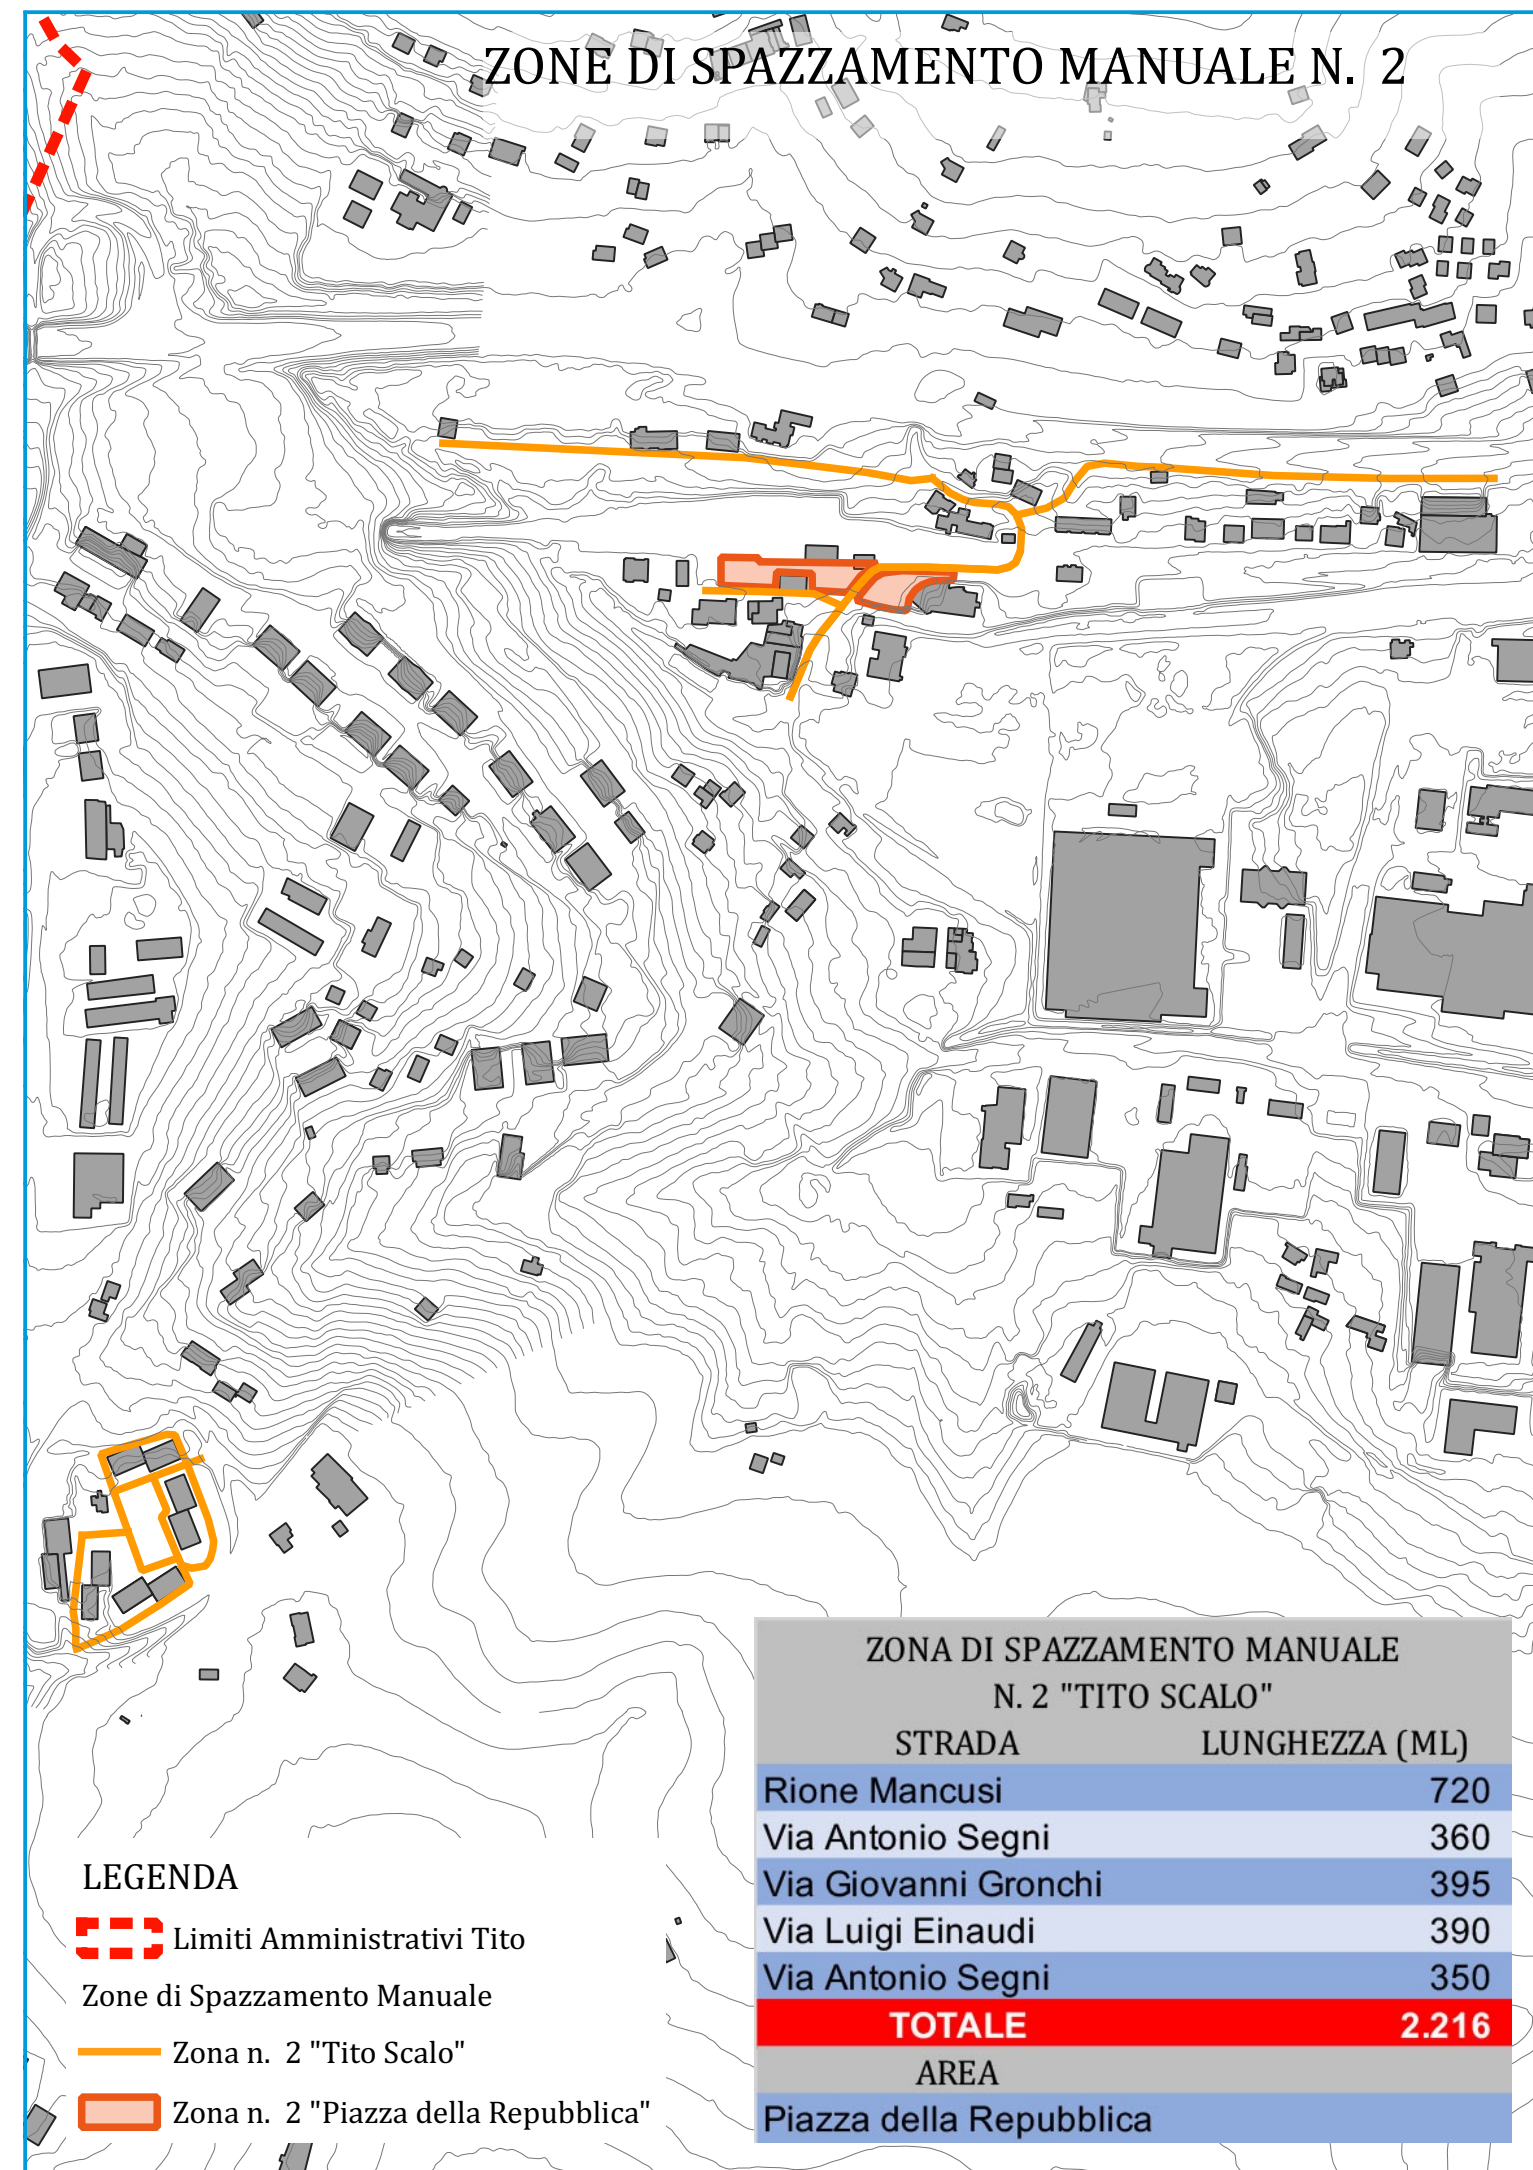 ZONE DI SPAZZAMENTO MANUALE N. 2
ZONA DI SPAZZAMENTO MANUALE
N. 2 "TITO SCALO"
STRADA LUNGHEZZA (ML)
Rione Mancusi 720
Via Antonio Segni 360
Via Giovanni Gronchi 395
Via Luigi Einaudi 390
Via Antonio Segni 350
TOTALE 2.216
AREA
Piazza della Repubblica
LEGENDA
Limiti Amministrativi Tito
Zone di Spazzamento Manuale
Zona n. 2 "Tito Scalo"
Zona n. 2 "Piazza della Repubblica"